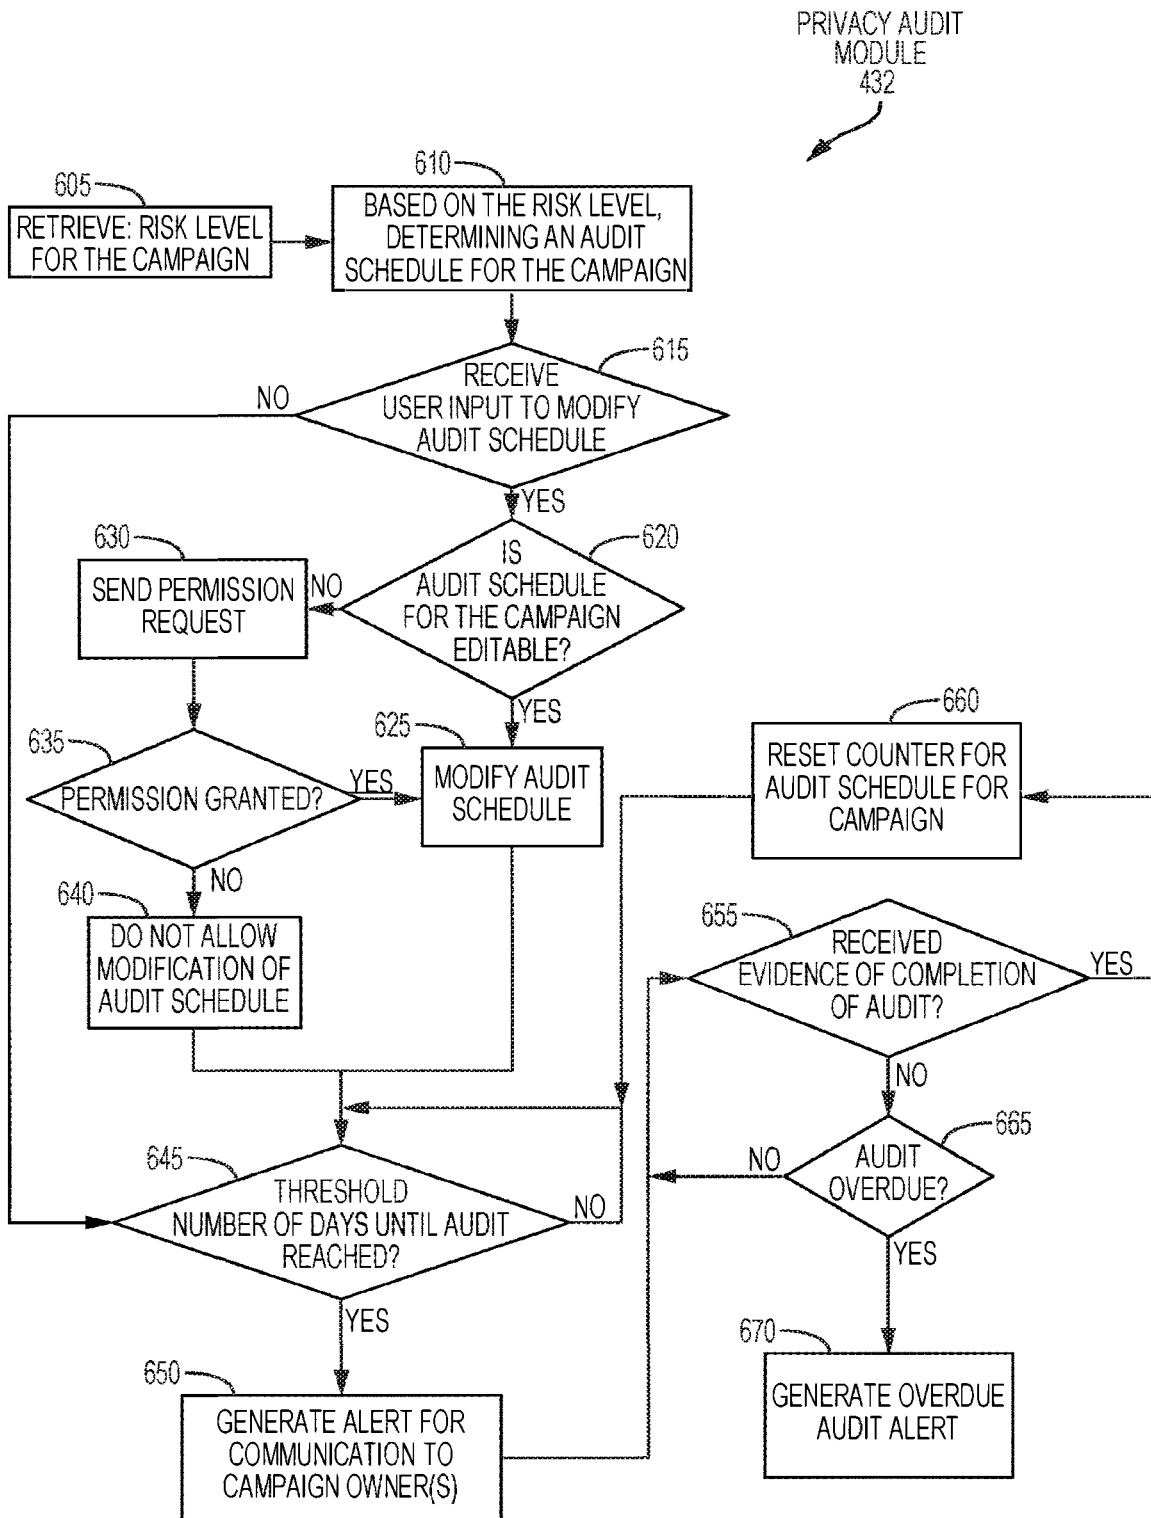 PRIVACY AUDIT
MODULE
432
605
RETRIEVE: RISK LEVEL
FOR THE CAMPAIGN
610
BASED ON THE RISK LEVEL,
DETERMINING AN AUDIT
SCHEDULE FOR THE CAMPAIGN
615
RECEIVE
USER INPUT TO MODIFY
AUDIT SCHEDULE
NO
YES
620
IS
AUDIT SCHEDULE
FOR THE CAMPAIGN
EDITABLE?
NO
YES
630
SEND PERMISSION
REQUEST
635
PERMISSION GRANTED?
YES
NO
625
MODIFY AUDIT
SCHEDULE
640
DO NOT ALLOW
MODIFICATION OF
AUDIT SCHEDULE
660
RESET COUNTER FOR
AUDIT SCHEDULE FOR
CAMPAIGN
655
RECEIVED
EVIDENCE OF COMPLETION
OF AUDIT?
YES
NO
665
AUDIT
OVERDUE?
NO
YES
645
THRESHOLD
NUMBER OF DAYS UNTIL AUDIT
REACHED?
NO
YES
650
GENERATE ALERT FOR
COMMUNICATION TO
CAMPAIGN OWNER(S)
670
GENERATE OVERDUE
AUDIT ALERT